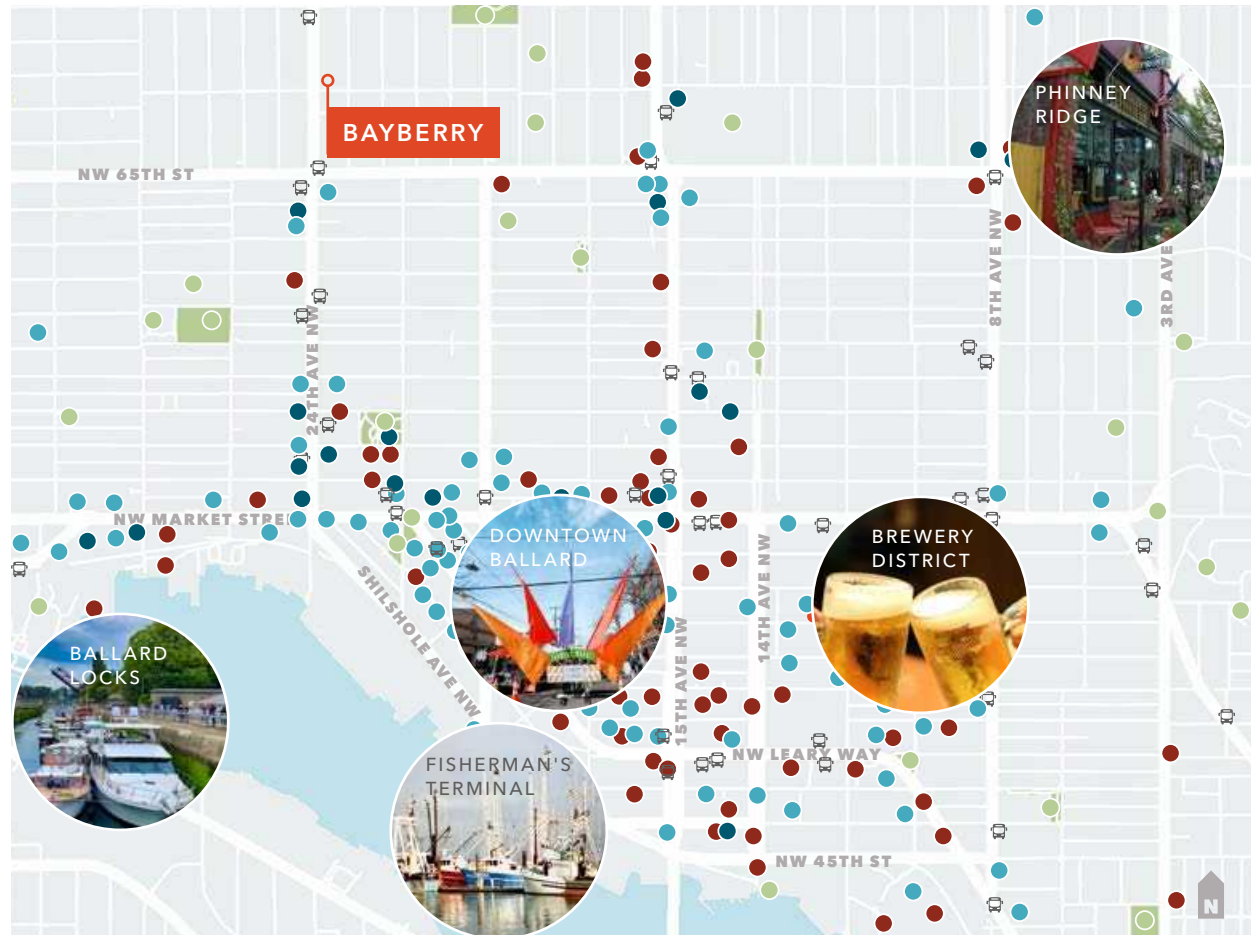 PHINNEY
RIDGE
BAYBERRY
NW 65TH ST
8TH AVE NW
3RD AVE
24TH AVE NW
NW MARKET STREE
DOWNTOWN
BALLARD
BREWERY
DISTRICT
14TH AVE NW
SHILSHOLE AVE NW
15TH AVE NW
BALLARD
LOCKS
NW LEARY WAY
FISHERMAN'S
TERMINAL
NW 45TH ST
N